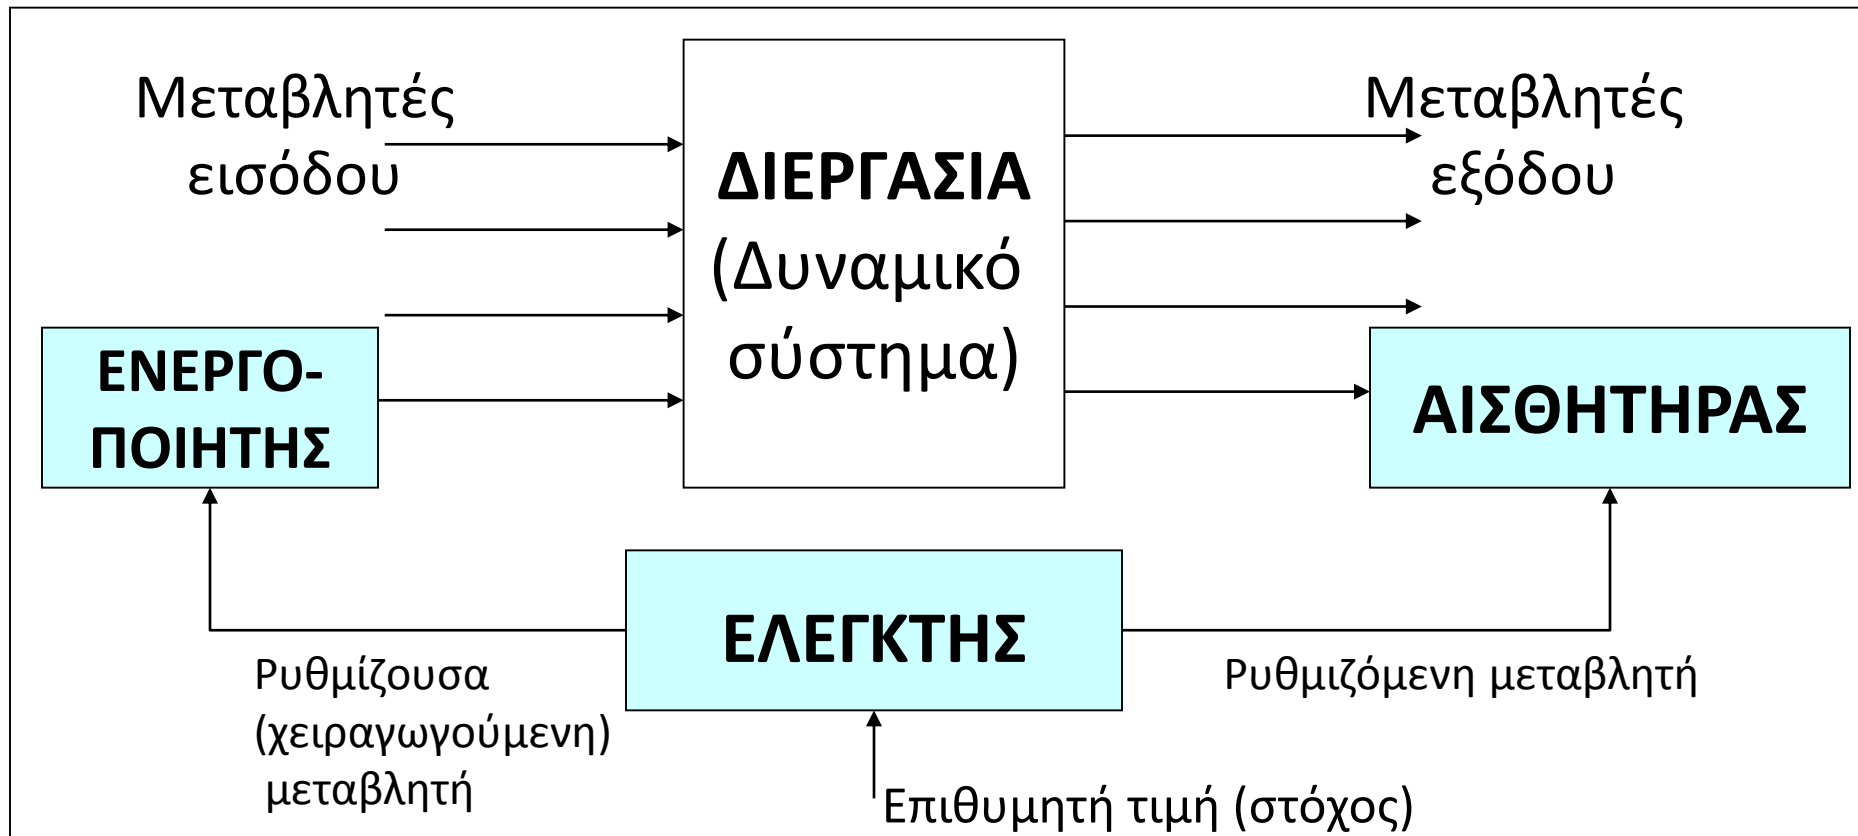 Μεταβλητές
εισόδου
ΔΙΕΡΓΑΣΙΑ
(Δυναμικό
σύστημα)
Μεταβλητές
εξόδου
ΕΝΕΡΓΟ-
ΠΟΙΗΤΗΣ
ΑΙΣΘΗΤΗΡΑΣ
ΕΛΕΓΚΤΗΣ
Ρυθμίζουσα
(χειραγωγούμενη)
μεταβλητή
Ρυθμιζόμενη μεταβλητή
Επιθυμητή τιμή (στόχος)